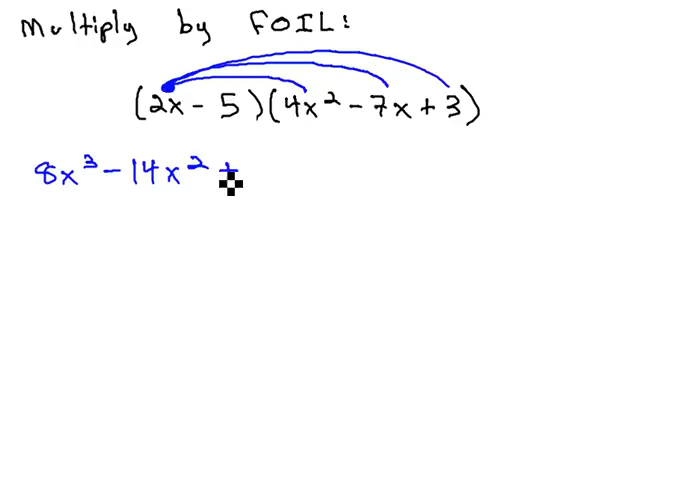 Multiply by FOIL:
(2x - 5)(4x² - 7x + 3)
8x³ - 14x² +